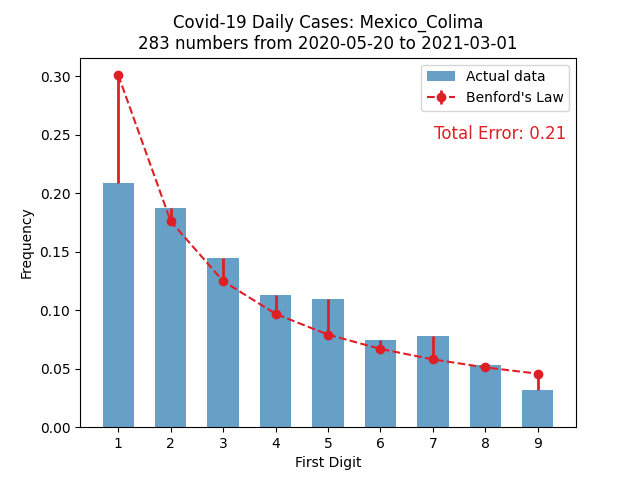 Covid-19 Daily Cases: Mexico_Colima
283 numbers from 2020-05-20 to 2021-03-01
Actual data
Benford's Law
Total Error: 0.21
Frequency
0.30
0.25
0.20
0.15
0.10
0.05
0.00
1 2 3 4 5 6 7 8 9
First Digit